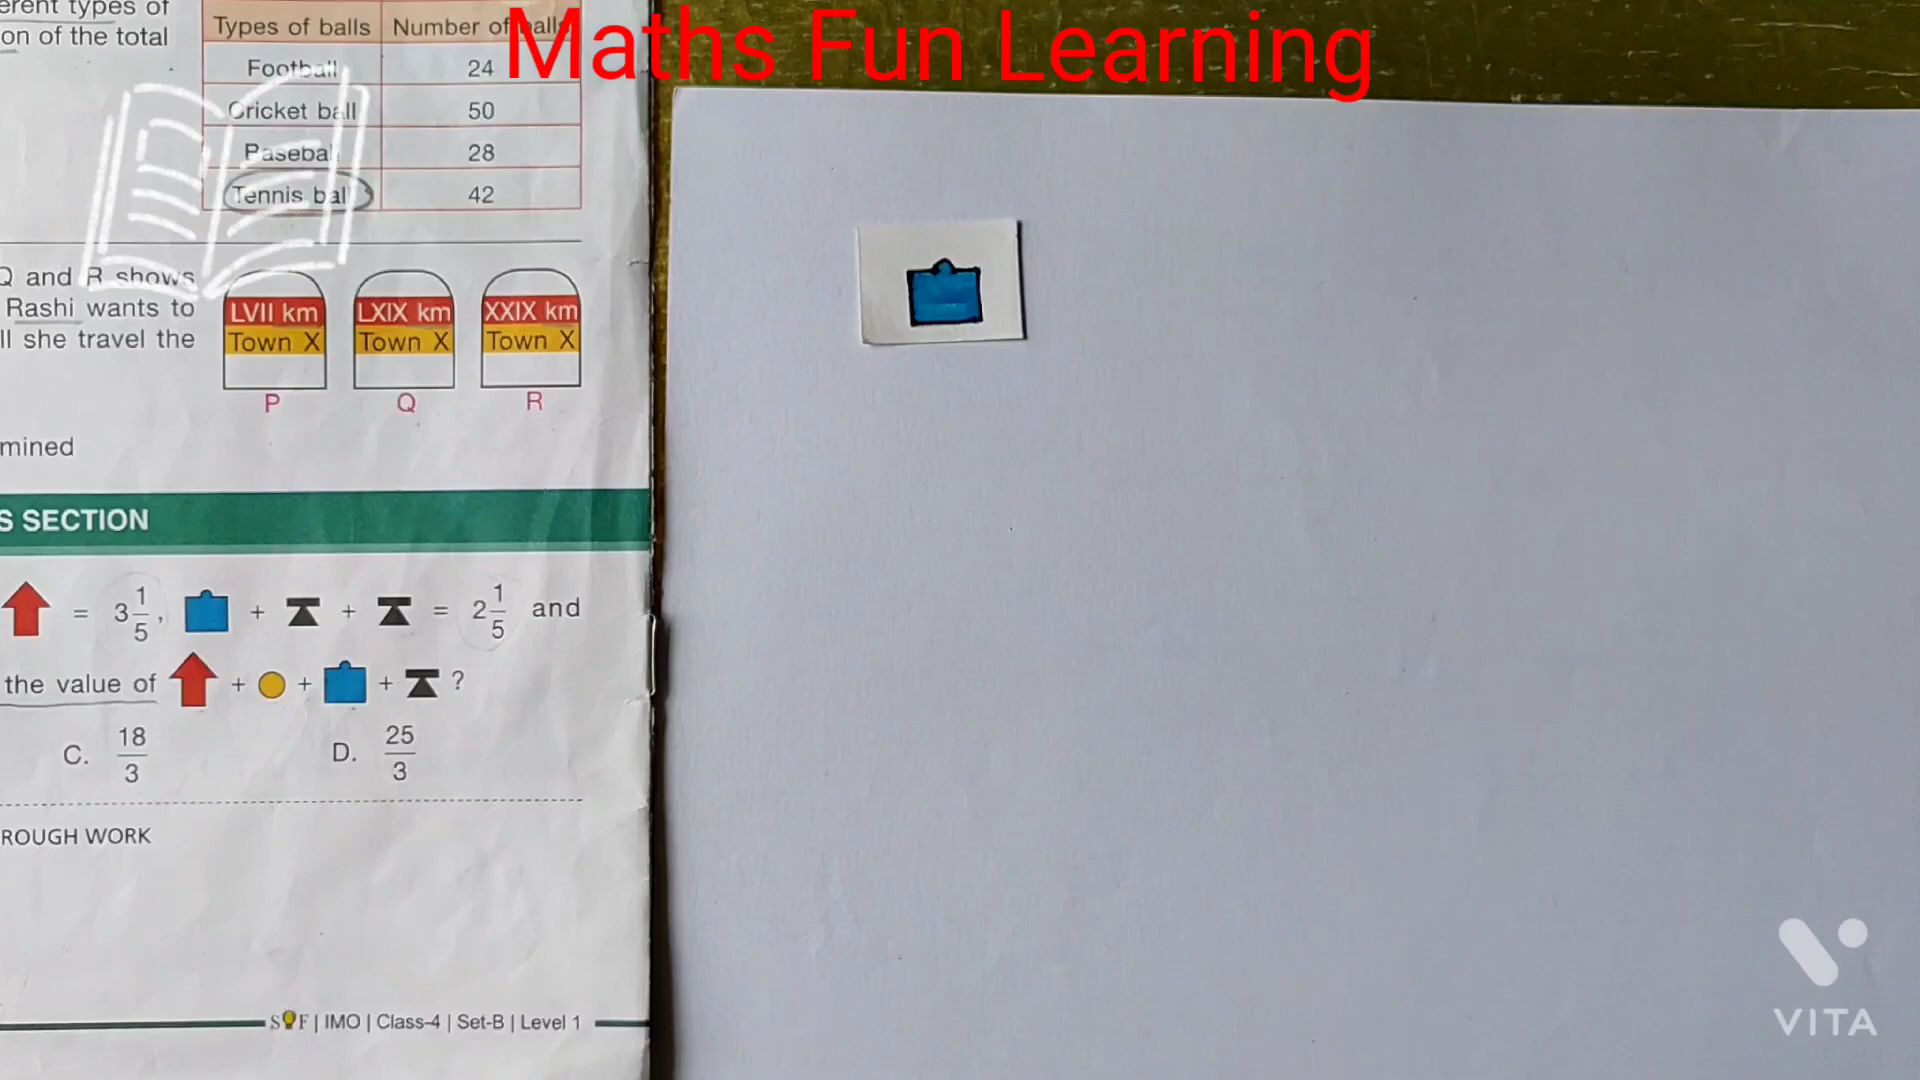 Maths Fun Learning
erent types of
on of the total
Types of balls Number of balls
Football 24
Cricket ball 50
Baseball 28
Tennis ball 42
Q and R shows
Rashi wants to
ll she travel the
LVII km LXIX km XXIX km
Town X Town X Town X
P Q R
mined
S SECTION
= 3 1/5, + + = 2 1/5 and
the value of + + + ?
C. 18/3 D. 25/3
ROUGH WORK
SOF | IMO | Class-4 | Set-B | Level 1
VITA